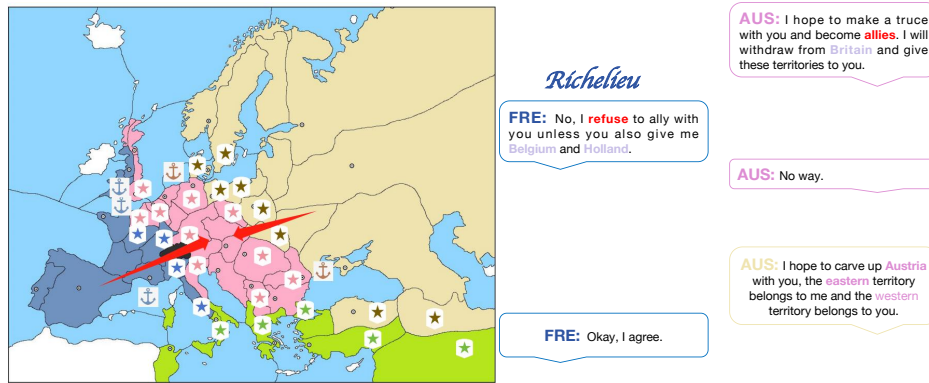 AUS: I hope to make a truce
with you and become allies. I will
withdraw from Britain and give
these territories to you.
Richelieu
FRE: No, I refuse to ally with
you unless you also give me
Belgium and Holland.
AUS: No way.
AUS: I hope to carve up Austria
with you, the eastern territory
belongs to me and the western
territory belongs to you.
FRE: Okay, I agree.